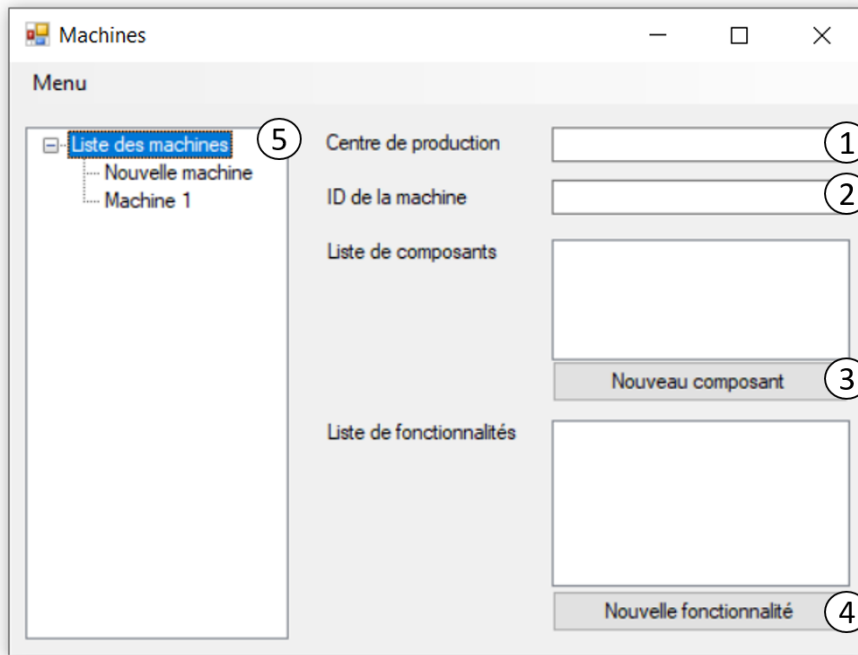 Machines
Menu
Liste des machines 5
Nouvelle machine
Machine 1
Centre de production 1
ID de la machine 2
Liste de composants
Nouveau composant 3
Liste de fonctionnalités
Nouvelle fonctionnalité 4